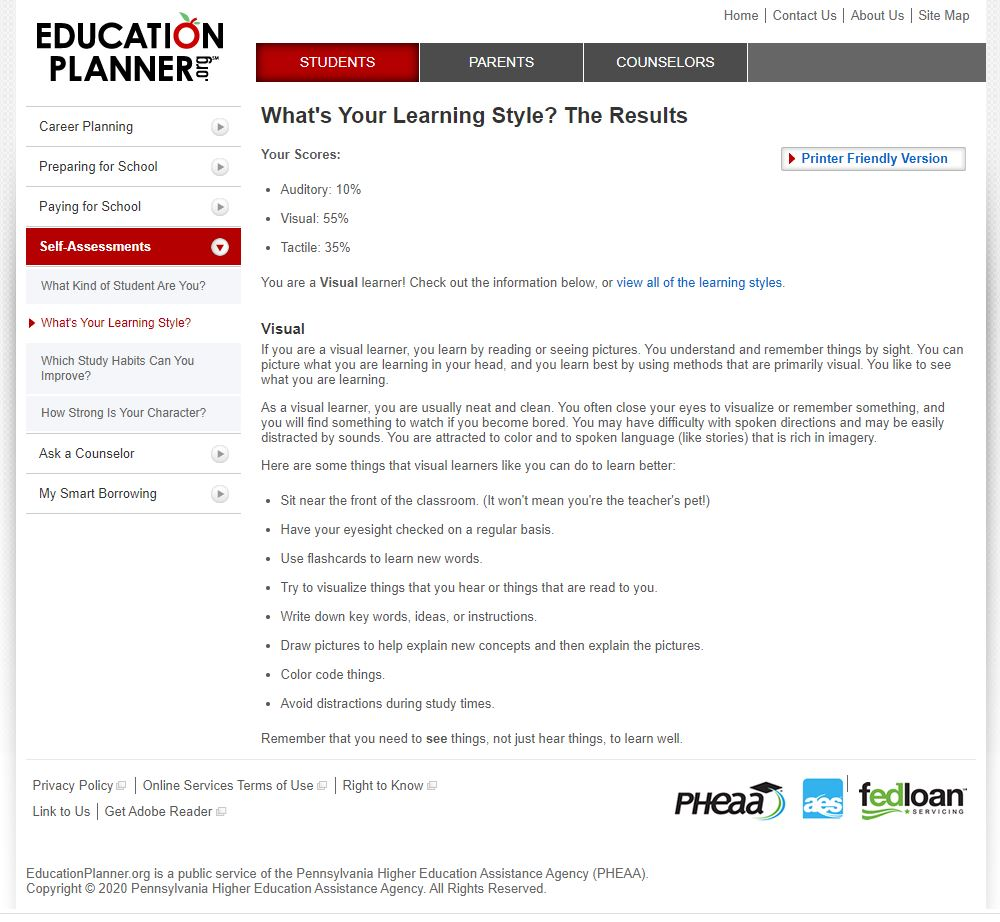 Home | Contact Us | About Us | Site Map
EDUCATION
PLANNER.org℠
STUDENTS PARENTS COUNSELORS
Career Planning
Preparing for School
Paying for School
Self-Assessments
What Kind of Student Are You?
What's Your Learning Style?
Which Study Habits Can You
Improve?
How Strong Is Your Character?
Ask a Counselor
My Smart Borrowing
What's Your Learning Style? The Results
Your Scores:
Printer Friendly Version
• Auditory: 10%
• Visual: 55%
• Tactile: 35%
You are a Visual learner! Check out the information below, or view all of the learning styles.
Visual
If you are a visual learner, you learn by reading or seeing pictures. You understand and remember things by sight. You can
picture what you are learning in your head, and you learn best by using methods that are primarily visual. You like to see
what you are learning.
As a visual learner, you are usually neat and clean. You often close your eyes to visualize or remember something, and
you will find something to watch if you become bored. You may have difficulty with spoken directions and may be easily
distracted by sounds. You are attracted to color and to spoken language (like stories) that is rich in imagery.
Here are some things that visual learners like you can do to learn better:
• Sit near the front of the classroom. (It won't mean you're the teacher's pet!)
• Have your eyesight checked on a regular basis.
• Use flashcards to learn new words.
• Try to visualize things that you hear or things that are read to you.
• Write down key words, ideas, or instructions.
• Draw pictures to help explain new concepts and then explain the pictures.
• Color code things.
• Avoid distractions during study times.
Remember that you need to see things, not just hear things, to learn well.
Privacy Policy | Online Services Terms of Use | Right to Know
Link to Us | Get Adobe Reader
PHEAA aes fedloan
SERVICING
EducationPlanner.org is a public service of the Pennsylvania Higher Education Assistance Agency (PHEAA).
Copyright © 2020 Pennsylvania Higher Education Assistance Agency. All Rights Reserved.